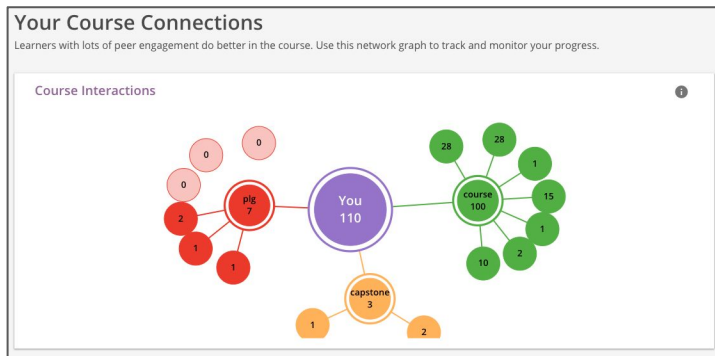 Your Course Connections
Learners with lots of peer engagement do better in the course. Use this network graph to track and monitor your progress.
Course Interactions
i
0
0
0
2
1
1
plg
7
You
110
course
100
28
28
1
15
1
2
10
capstone
3
1
2